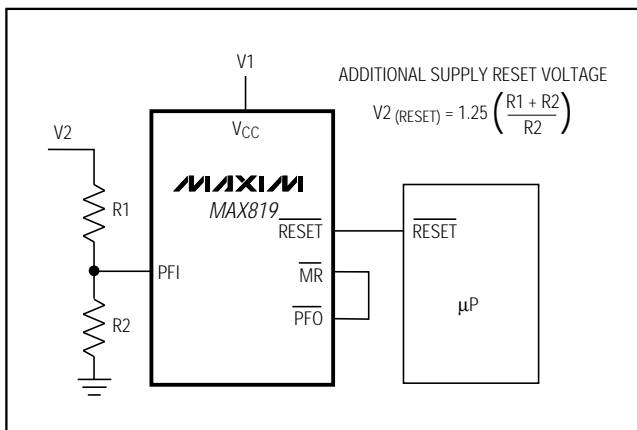 V1
ADDITIONAL SUPPLY RESET VOLTAGE
V2 (RESET) = 1.25 (R1 + R2 / R2)
V2
VCC
MAXIM
MAX819
R1
RESET
RESET
PFI
MR
R2
PFO
μP